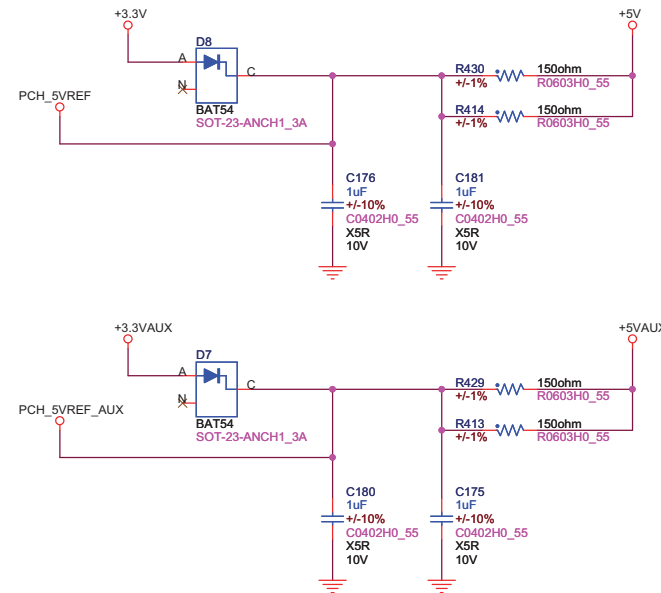 +3.3V
+5V
D8
A
C
N
BAT54
SOT-23-ANCH1_3A
PCH_5VREF
R430
+/-1%
150ohm
R0603H0_55
R414
+/-1%
150ohm
R0603H0_55
C176
1uF
+/-10%
C0402H0_55
X5R
10V
C181
1uF
+/-10%
C0402H0_55
X5R
10V
+3.3VAUX
+5VAUX
D7
A
C
N
BAT54
SOT-23-ANCH1_3A
PCH_5VREF_AUX
R429
+/-1%
150ohm
R0603H0_55
R413
+/-1%
150ohm
R0603H0_55
C180
1uF
+/-10%
C0402H0_55
X5R
10V
C175
1uF
+/-10%
C0402H0_55
X5R
10V